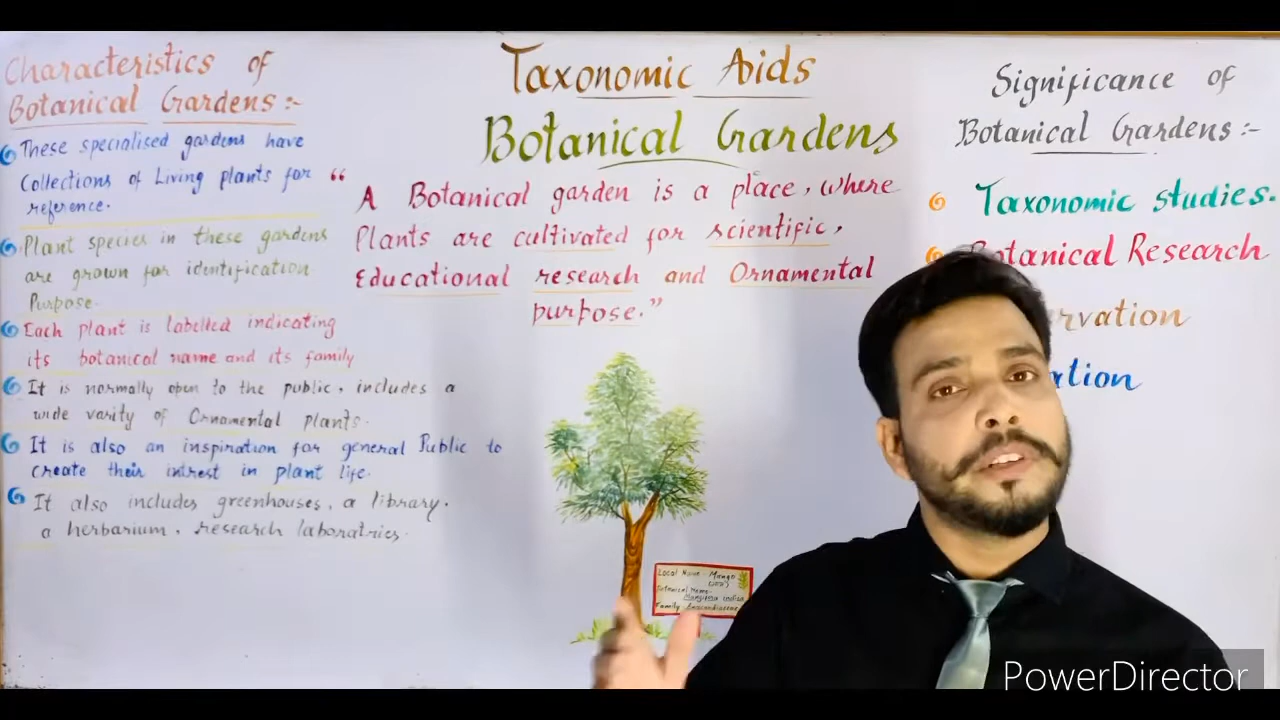 Characteristics of
Botanical Gardens:-
These specialised gardens have
Collections of Living plants for
reference.
Plant species in these gardens
are grown for identification
Purpose.
Each plant is labelled indicating
its botanical name and its family
It is normally open to the public, includes a
wide varity of Ornamental plants.
It is also an inspiration for general Public to
create their intrest in plant life.
It also includes greenhouses, a library.
a herbarium, research laboratries.
Taxonomic Aids
Botanical Gardens
“ A Botanical garden is a place, where
Plants are cultivated for scientific,
Educational research and Ornamental
purpose.”
Local Name - Mango
Botanical Name-
Mangifera indica
Family - Anacardiaceae
Significance of
Botanical Gardens:-
Taxonomic studies.
Botanical Research
PowerDirector